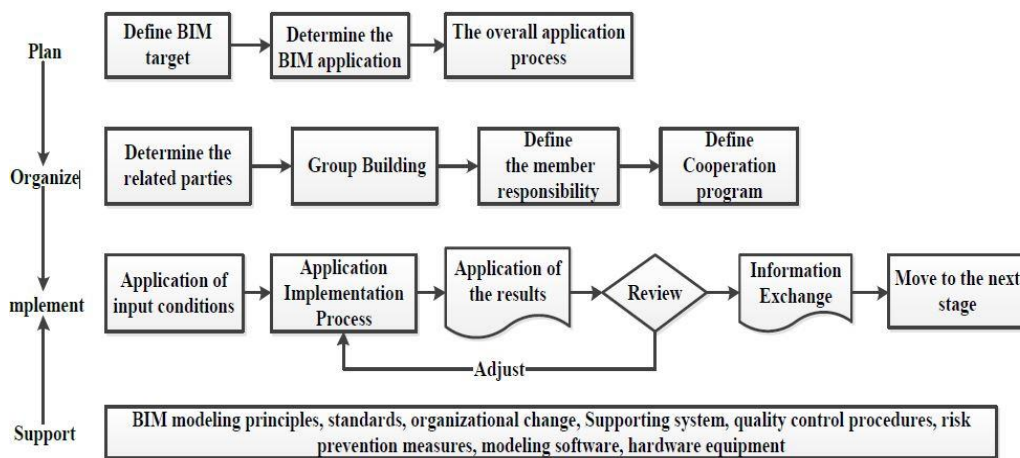 Plan
Define BIM
target
Determine the
BIM application
The overall application
process
Organize
Determine the
related parties
Group Building
Define
the member
responsibility
Define
Cooperation
program
mplement
Application of
input conditions
Application
Implementation
Process
Application of
the results
Review
Information
Exchange
Move to the next
stage
Adjust
Support
BIM modeling principles, standards, organizational change, Supporting system, quality control procedures, risk
prevention measures, modeling software, hardware equipment